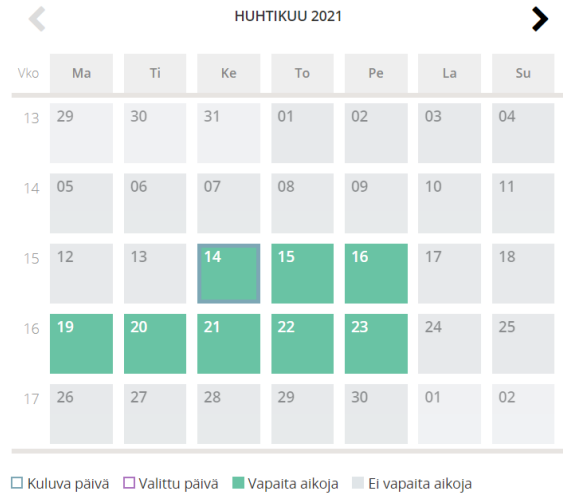 HUHTIKUU 2021
Vko Ma Ti Ke To Pe La Su
13 29 30 31 01 02 03 04
14 05 06 07 08 09 10 11
15 12 13 14 15 16 17 18
16 19 20 21 22 23 24 25
17 26 27 28 29 30 01 02
Kuluva päivä Valittu päivä Vapaita aikoja Ei vapaita aikoja